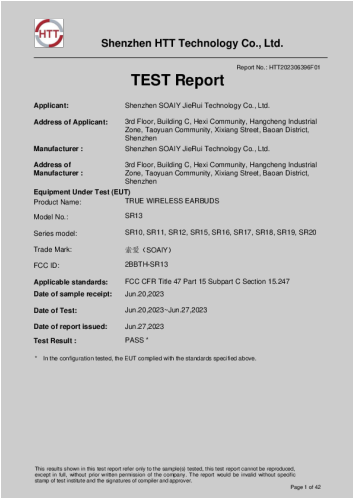 HTT
Shenzhen HTT Technology Co., Ltd.
Report No.: HTT202306396F01
TEST Report
Applicant: Shenzhen SOAIY JieRui Technology Co., Ltd.
Address of Applicant: 3rd Floor, Building C, Hexi Community, Hangcheng Industrial
Zone, Taoyuan Community, Xixiang Street, Baoan District,
Shenzhen
Manufacturer : Shenzhen SOAIY JieRui Technology Co., Ltd.
Address of 3rd Floor, Building C, Hexi Community, Hangcheng Industrial
Manufacturer : Zone, Taoyuan Community, Xixiang Street, Baoan District,
Shenzhen
Equipment Under Test (EUT)
Product Name: TRUE WIRELESS EARBUDS
Model No.: SR13
Series model: SR10, SR11, SR12, SR15, SR16, SR17, SR18, SR19, SR20
Trade Mark: 索爱（SOAIY）
FCC ID: 2BBTH-SR13
Applicable standards: FCC CFR Title 47 Part 15 Subpart C Section 15.247
Date of sample receipt: Jun.20,2023
Date of Test: Jun.20,2023~Jun.27,2023
Date of report issued: Jun.27,2023
Test Result : PASS *
* In the configuration tested, the EUT complied with the standards specified above.
This results shown in this test report refer only to the sample(s) tested, this test report cannot be reproduced,
except in full, without prior written permission of the company. The report would be invalid without specific
stamp of test institute and the signatures of compiler and approver.
Page 1 of 42